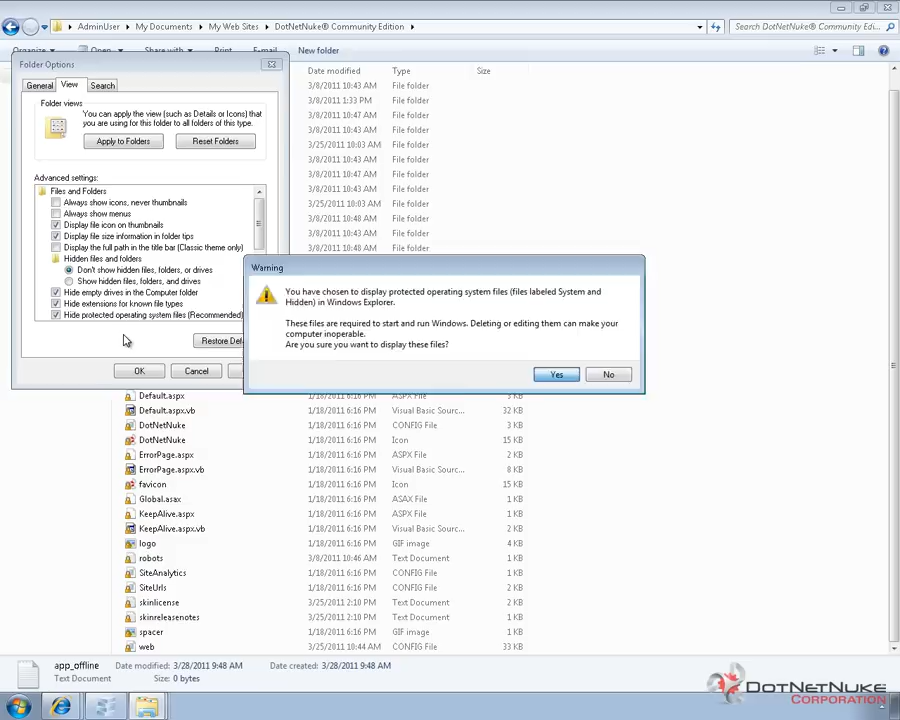 AdminUser ▸ My Documents ▸ My Web Sites ▸ DotNetNuke® Community Edition ▸
Search DotNetNuke® Community Edi...
Organize Open Share with Print E-mail New folder
Folder Options
General View Search
Folder views
You can apply the view (such as Details or Icons) that
you are using for this folder to all folders of this type.
Apply to Folders Reset Folders
Advanced settings:
Files and Folders
Always show icons, never thumbnails
Always show menus
Display file icon on thumbnails
Display file size information in folder tips
Display the full path in the title bar (Classic theme only)
Hidden files and folders
Don't show hidden files, folders, or drives
Show hidden files, folders, and drives
Hide empty drives in the Computer folder
Hide extensions for known file types
Hide protected operating system files (Recommended)
Restore Def
OK Cancel
Date modified Type Size
3/8/2011 10:43 AM File folder
3/8/2011 1:33 PM File folder
3/8/2011 10:47 AM File folder
3/8/2011 10:43 AM File folder
3/25/2011 10:03 AM File folder
3/8/2011 10:43 AM File folder
3/8/2011 10:47 AM File folder
3/8/2011 10:43 AM File folder
3/25/2011 10:03 AM File folder
3/8/2011 10:48 AM File folder
3/8/2011 10:43 AM File folder
3/8/2011 10:48 AM File folder
Warning
You have chosen to display protected operating system files (files labeled System and
Hidden) in Windows Explorer.
These files are required to start and run Windows. Deleting or editing them can make your
computer inoperable.
Are you sure you want to display these files?
Yes No
Default.aspx 1/18/2011 6:16 PM ASPX File 3 KB
Default.aspx.vb 1/18/2011 6:16 PM Visual Basic Sourc... 32 KB
DotNetNuke 1/18/2011 6:16 PM CONFIG File 3 KB
DotNetNuke 1/18/2011 6:16 PM Icon 15 KB
ErrorPage.aspx 1/18/2011 6:16 PM ASPX File 3 KB
ErrorPage.aspx.vb 1/18/2011 6:16 PM Visual Basic Sourc... 8 KB
favicon 1/18/2011 6:16 PM Icon 15 KB
Global.asax 1/18/2011 6:16 PM ASAX File 1 KB
KeepAlive.aspx 1/18/2011 6:16 PM ASPX File 1 KB
KeepAlive.aspx.vb 1/18/2011 6:16 PM Visual Basic Sourc... 2 KB
logo 1/18/2011 6:16 PM GIF image 4 KB
robots 3/8/2011 10:46 AM Text Document 1 KB
SiteAnalytics 1/18/2011 6:16 PM CONFIG File 1 KB
SiteUrls 1/18/2011 6:16 PM CONFIG File 2 KB
skinlicense 3/25/2011 2:10 PM Text Document 2 KB
skinreleasenotes 3/25/2011 2:10 PM Text Document 1 KB
spacer 1/18/2011 6:16 PM GIF image 1 KB
web 3/25/2011 10:44 AM CONFIG File 33 KB
app_offline Date modified: 3/28/2011 9:48 AM Date created: 3/28/2011 9:48 AM
Text Document Size: 0 bytes
DotNetNuke
Corporation